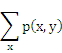 ∑ p(x, y)
x